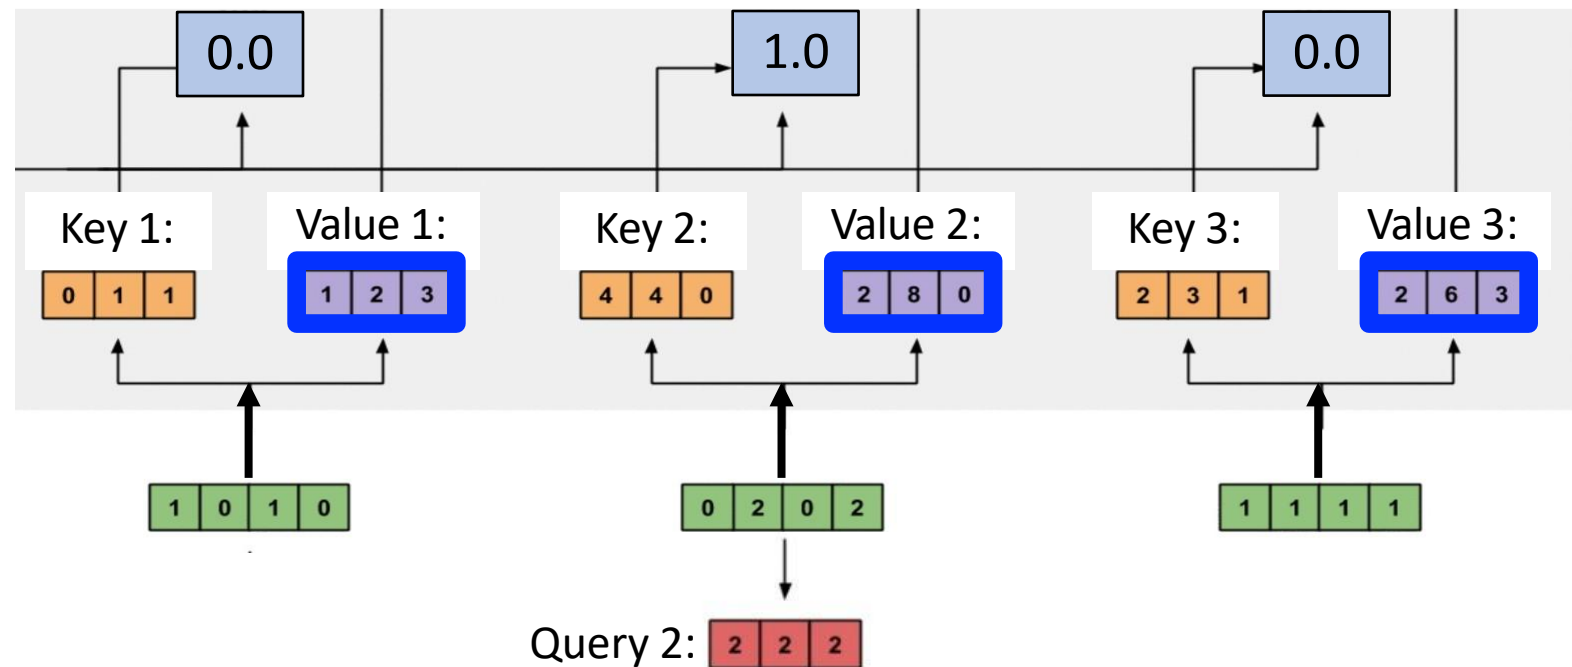 0.0 1.0 0.0
Key 1: Value 1: Key 2: Value 2: Key 3: Value 3:
0 1 1 1 2 3 4 4 0 2 8 0 2 3 1 2 6 3
1 0 1 0 0 2 0 2 1 1 1 1
Query 2: 2 2 2